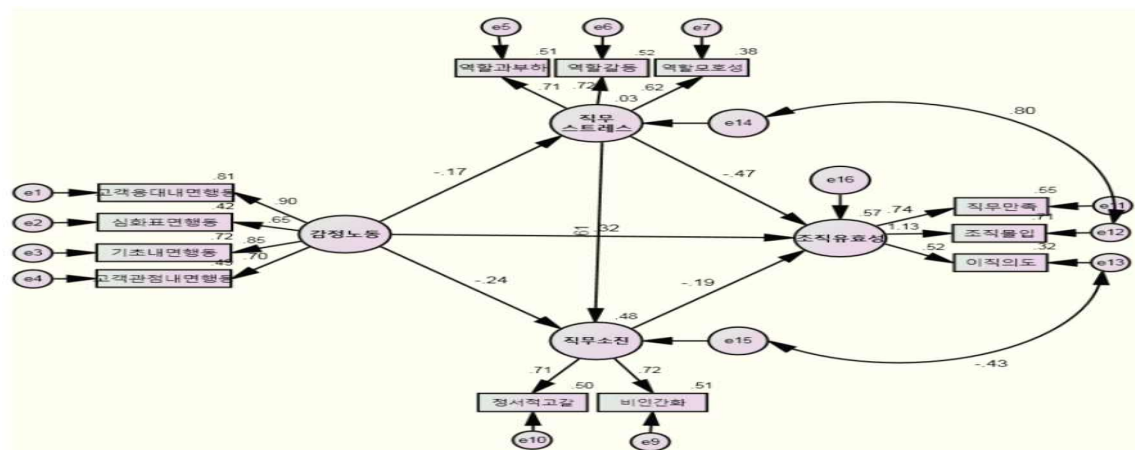 e5 e6 e7
.51 .52 .38
역할과부하 역할갈등 역할모호성
.71 .72 .62
.03
직무
스트레스
e14
.80
-.17
-.47
e16
.81
e1 고객응대내면행동
.90
.42
e2 심화표면행동
.65
.72
e3 기초내면행동
.85
.49
e4 고객관점내면행동
.70
감정노동
.61
.32
.57
조직유효성
.55
.74 직무만족 e11
.71
1.13 조직몰입 e12
.32
.52 이직의도 e13
-.24
-.19
.48
직무소진
e15
-.43
.71 .72
.50 .51
정서적고갈 비인간화
e10 e9